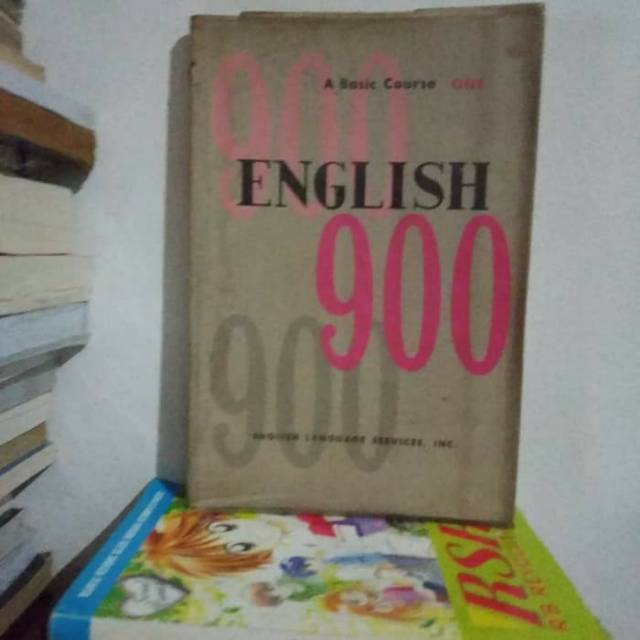 A Basic Course ONE
900
ENGLISH
900
900
ENGLISH LANGUAGE SERVICES, INC.